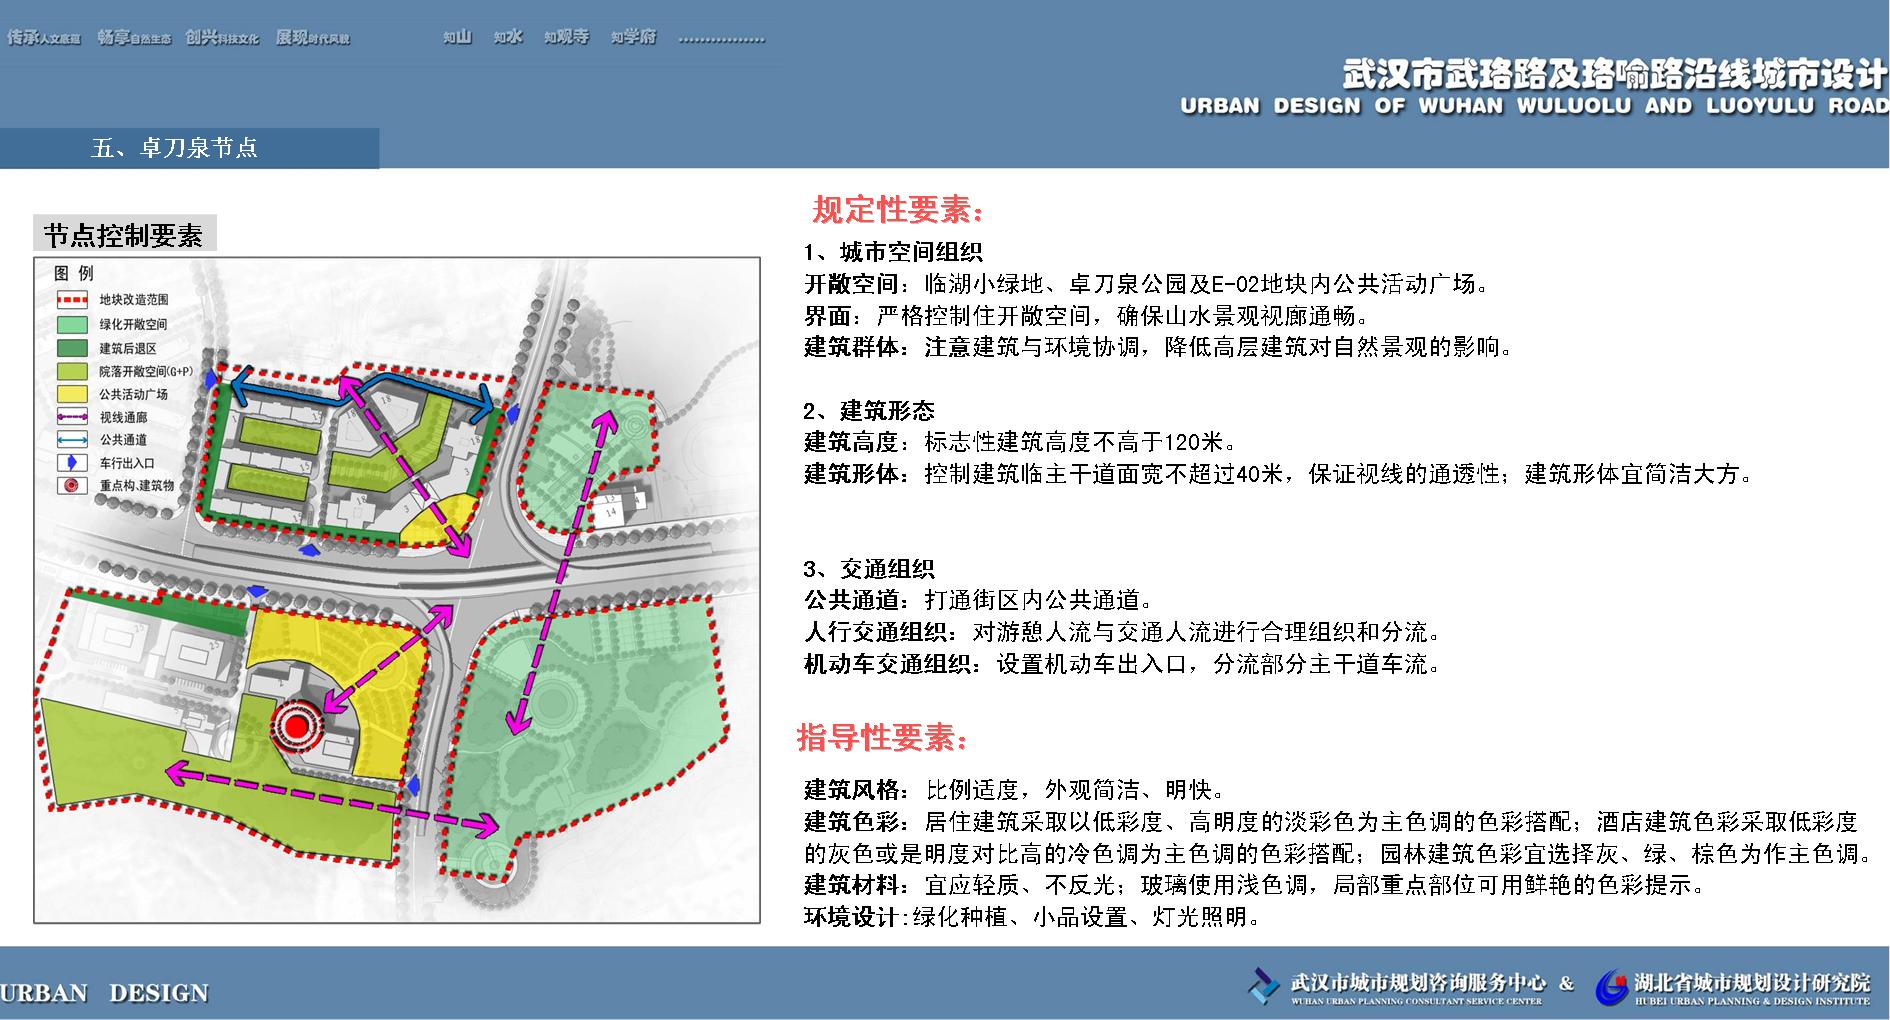 传承人文底蕴 畅享自然生态 创兴科技文化 展现时代风貌 知山 知水 知观寺 知学府 ................
武汉市武珞路及珞喻路沿线城市设计
URBAN DESIGN OF WUHAN WULUOLU AND LUOYULU ROAD
五、卓刀泉节点
节点控制要素
图 例
地块改造范围
绿化开敞空间
建筑后退区
院落开敞空间(G+P)
公共活动广场
视线通廊
公共通道
车行出入口
重点构、建筑物
规定性要素：
1、城市空间组织
开敞空间：临湖小绿地、卓刀泉公园及E-02地块内公共活动广场。
界面：严格控制住开敞空间，确保山水景观视廊通畅。
建筑群体：注意建筑与环境协调，降低高层建筑对自然景观的影响。
2、建筑形态
建筑高度：标志性建筑高度不高于120米。
建筑形体：控制建筑临主干道面宽不超过40米，保证视线的通透性；建筑形体宜简洁大方。
3、交通组织
公共通道：打通街区内公共通道。
人行交通组织：对游憩人流与交通人流进行合理组织和分流。
机动车交通组织：设置机动车出入口，分流部分主干道车流。
指导性要素：
建筑风格：比例适度，外观简洁、明快。
建筑色彩：居住建筑采取以低彩度、高明度的淡彩色为主色调的色彩搭配；酒店建筑色彩采取低彩度
的灰色或是明度对比高的冷色调为主色调的色彩搭配；园林建筑色彩宜选择灰、绿、棕色为作主色调。
建筑材料：宜应轻质、不反光；玻璃使用浅色调，局部重点部位可用鲜艳的色彩提示。
环境设计:绿化种植、小品设置、灯光照明。
URBAN DESIGN
武汉市城市规划咨询服务中心 & 湖北省城市规划设计研究院
WUHAN URBAN PLANNING CONSULTANT SERVICE CENTER HUBEI URBAN PLANNING & DESIGN INSTITUTE